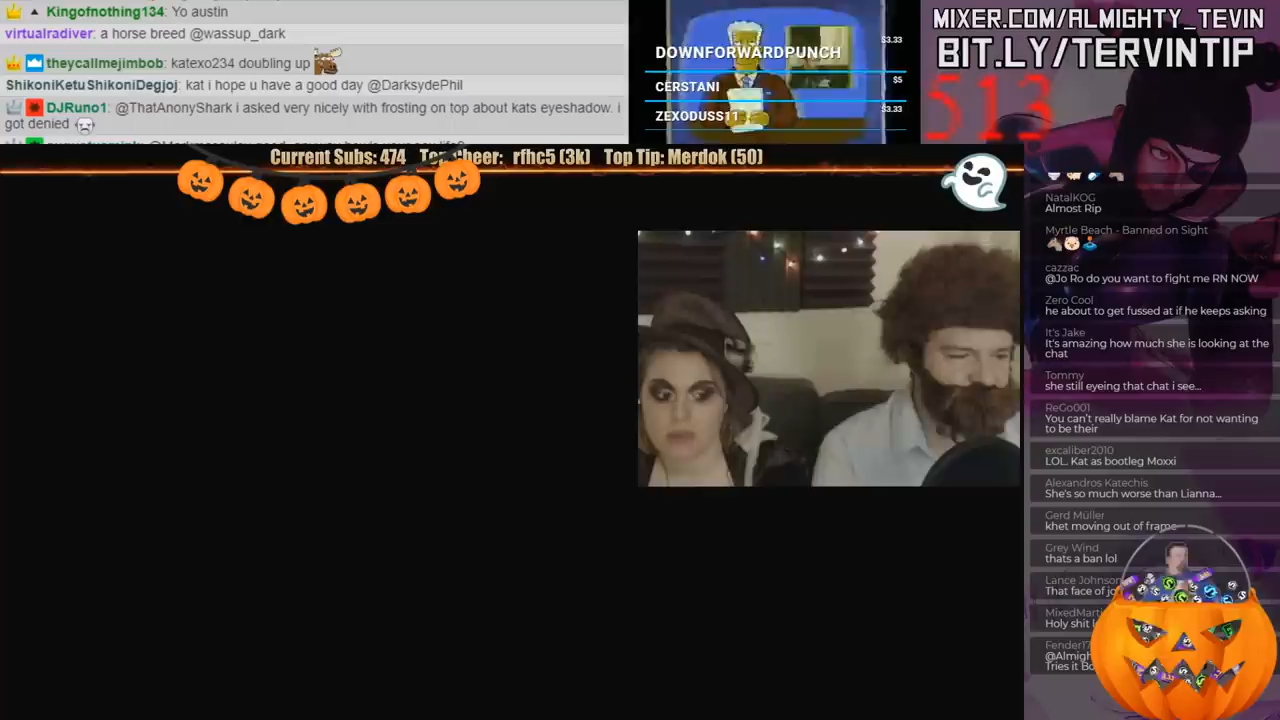 Kingofnothing134: Yo austin
virtualradiver: a horse breed @wassup_dark
theycallmejimbob: katexo234 doubling up
ShikoniKetuShikoniDegjoj: kat i hope u have a good day @DarksydePhil
DJRuno1: @ThatAnonyShark i asked very nicely with frosting on top about kats eyeshadow. i
got denied
DOWNFORWARDPUNCH
$3.33
CERSTANI
$5
ZEXODUSS11
$3.33
MIXER.COM/ALMIGHTY_TEVIN
BIT.LY/TERVINTIP
513
Current Subs: 474 Top Cheer: rfhc5 (3k) Top Tip: Merdok (50)
NatalKOG
Almost Rip
Myrtle Beach - Banned on Sight
cazzac
@Jo Ro do you want to fight me RN NOW
Zero Cool
he about to get fussed at if he keeps asking
It's Jake
It's amazing how much she is looking at the
chat
Tommy
she still eyeing that chat i see...
ReGo001
You can't really blame Kat for not wanting
to be their
excaliber2010
LOL. Kat as bootleg Moxxi
Alexandros Katechis
She's so much worse than Lianna...
Gerd Müller
khet moving out of frame
Grey Wind
thats a ban lol
Lance Johnson
That face of
Holy shit
Tries it